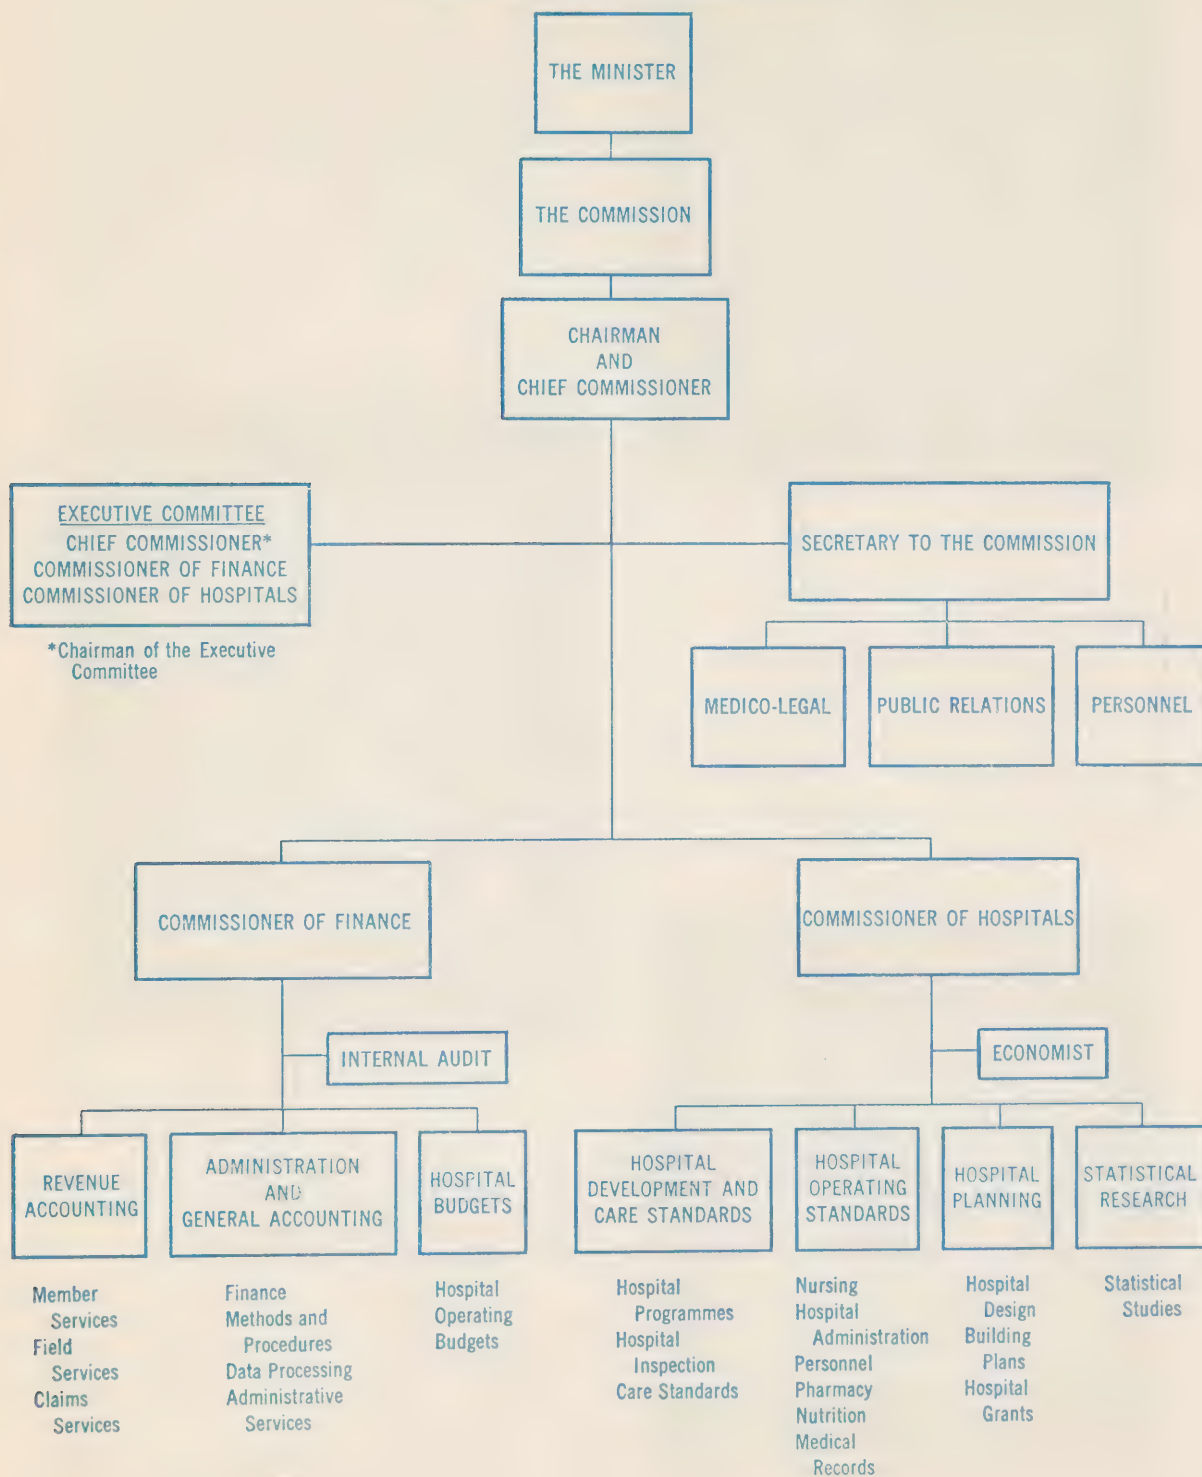 THE MINISTER
THE COMMISSION
CHAIRMAN
AND
CHIEF COMMISSIONER
EXECUTIVE COMMITTEE
CHIEF COMMISSIONER*
COMMISSIONER OF FINANCE
COMMISSIONER OF HOSPITALS
*Chairman of the Executive
Committee
SECRETARY TO THE COMMISSION
MEDICO-LEGAL
PUBLIC RELATIONS
PERSONNEL
COMMISSIONER OF FINANCE
COMMISSIONER OF HOSPITALS
INTERNAL AUDIT
ECONOMIST
REVENUE
ACCOUNTING
ADMINISTRATION
AND
GENERAL ACCOUNTING
HOSPITAL
BUDGETS
HOSPITAL
DEVELOPMENT AND
CARE STANDARDS
HOSPITAL
OPERATING
STANDARDS
HOSPITAL
PLANNING
STATISTICAL
RESEARCH
Member
Services
Field
Services
Claims
Services
Finance
Methods and
Procedures
Data Processing
Administrative
Services
Hospital
Operating
Budgets
Hospital
Programmes
Hospital
Inspection
Care Standards
Nursing
Hospital
Administration
Personnel
Pharmacy
Nutrition
Medical
Records
Hospital
Design
Building
Plans
Hospital
Grants
Statistical
Studies